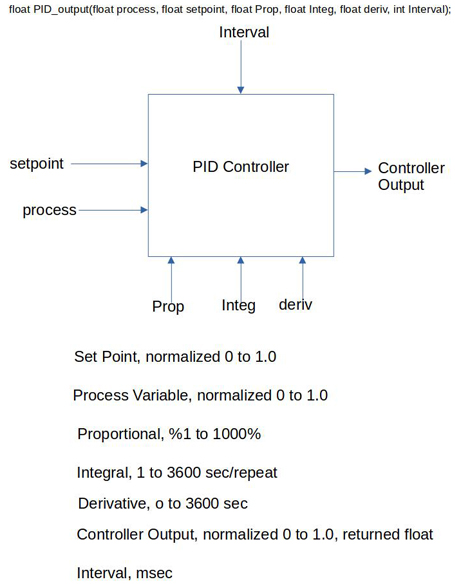 float PID_output(float process, float setpoint, float Prop, float Integ, float deriv, int Interval);
Interval
setpoint
PID Controller
Controller
Output
process
Prop
Integ
deriv
Set Point, normalized 0 to 1.0
Process Variable, normalized 0 to 1.0
Proportional, %1 to 1000%
Integral, 1 to 3600 sec/repeat
Derivative, o to 3600 sec
Controller Output, normalized 0 to 1.0, returned float
Interval, msec